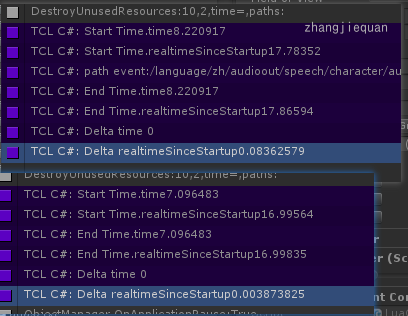 DestroyUnusedResources:10,2,time=,paths:
zhangjiequan
TCL C#: Start Time.time8.220917
TCL C#: Start Time.realtimeSinceStartup17.78352
TCL C#: path event:/language/zh/audioout/speech/character/au
TCL C#: End Time.time8.220917
TCL C#: End Time.realtimeSinceStartup17.86594
TCL C#: Delta time 0
TCL C#: Delta realtimeSinceStartup0.08362579
DestroyUnusedResources:10,2,time=,paths:
TCL C#: Start Time.time7.096483
TCL C#: Start Time.realtimeSinceStartup16.99564
TCL C#: End Time.time7.096483
TCL C#: End Time.realtimeSinceStartup16.99835
TCL C#: Delta time 0
TCL C#: Delta realtimeSinceStartup0.003873825
ObjectManager.OnApplicationPause:True